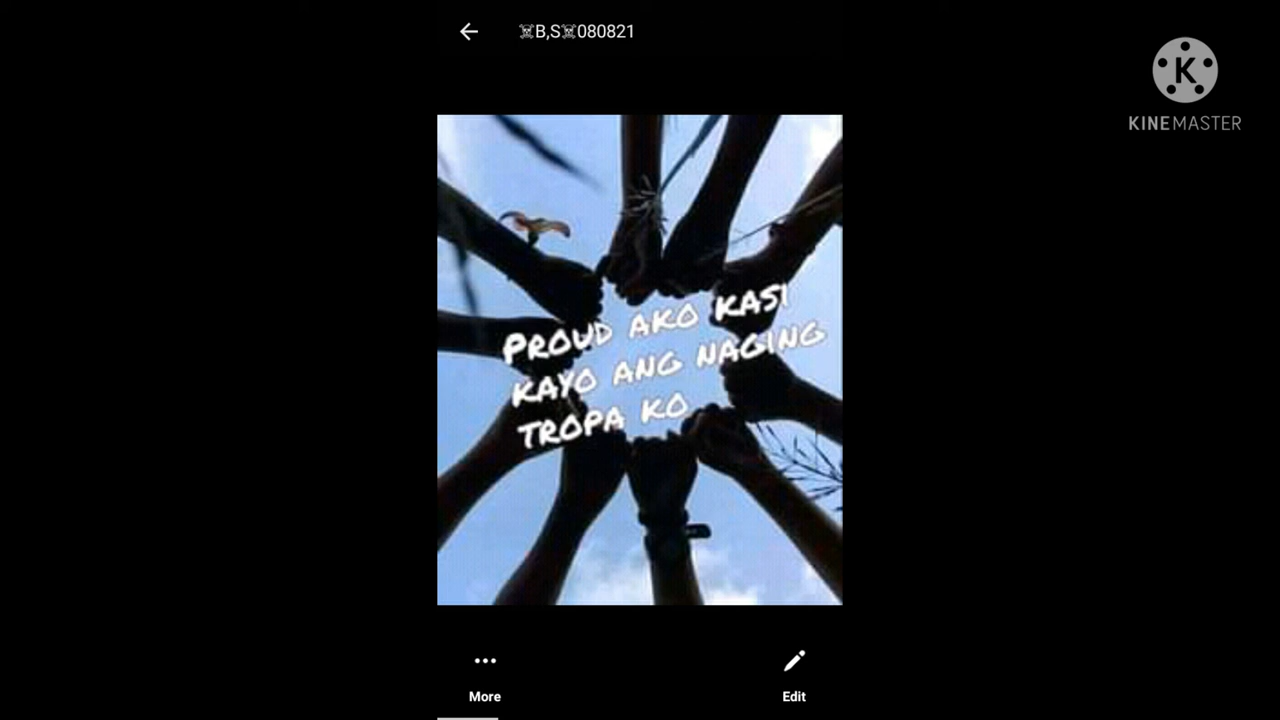 ☠B,S☠080821
KINEMASTER
PROUD AKO KASI
KAYO ANG NAGING
TROPA KO
More
Edit